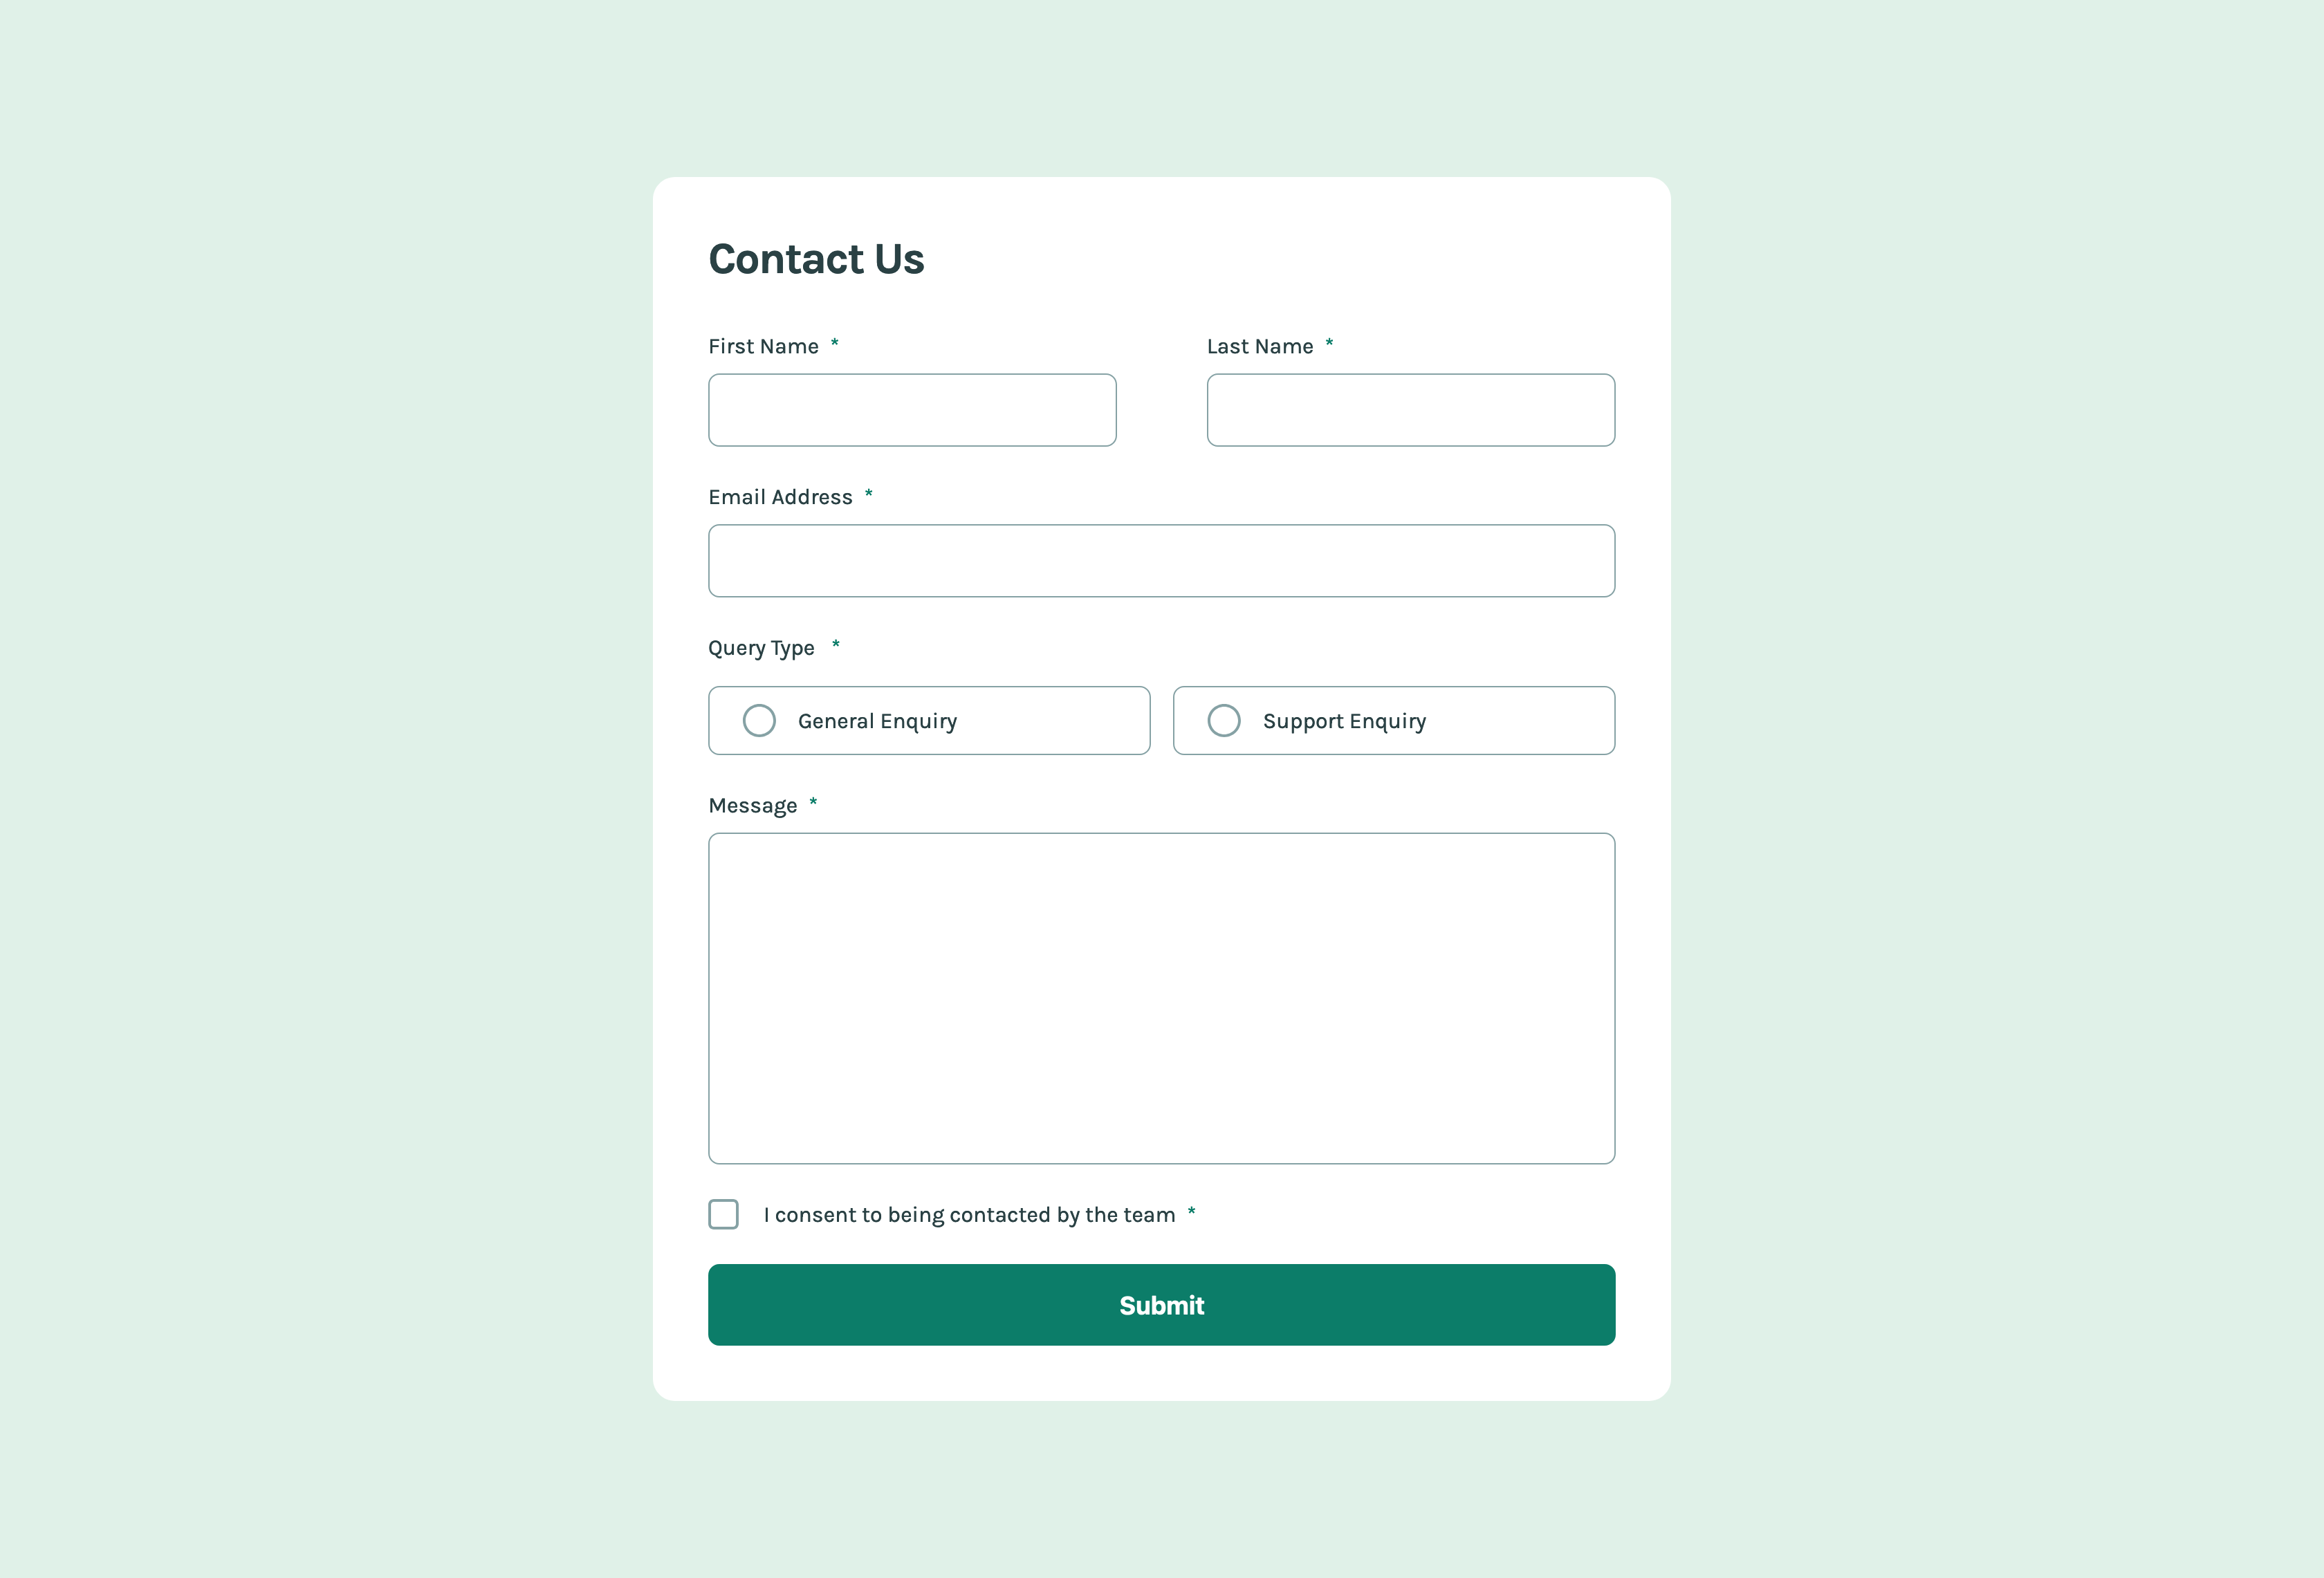 Contact Us
First Name *
Last Name *
Email Address *
Query Type *
General Enquiry
Support Enquiry
Message *
I consent to being contacted by the team *
Submit